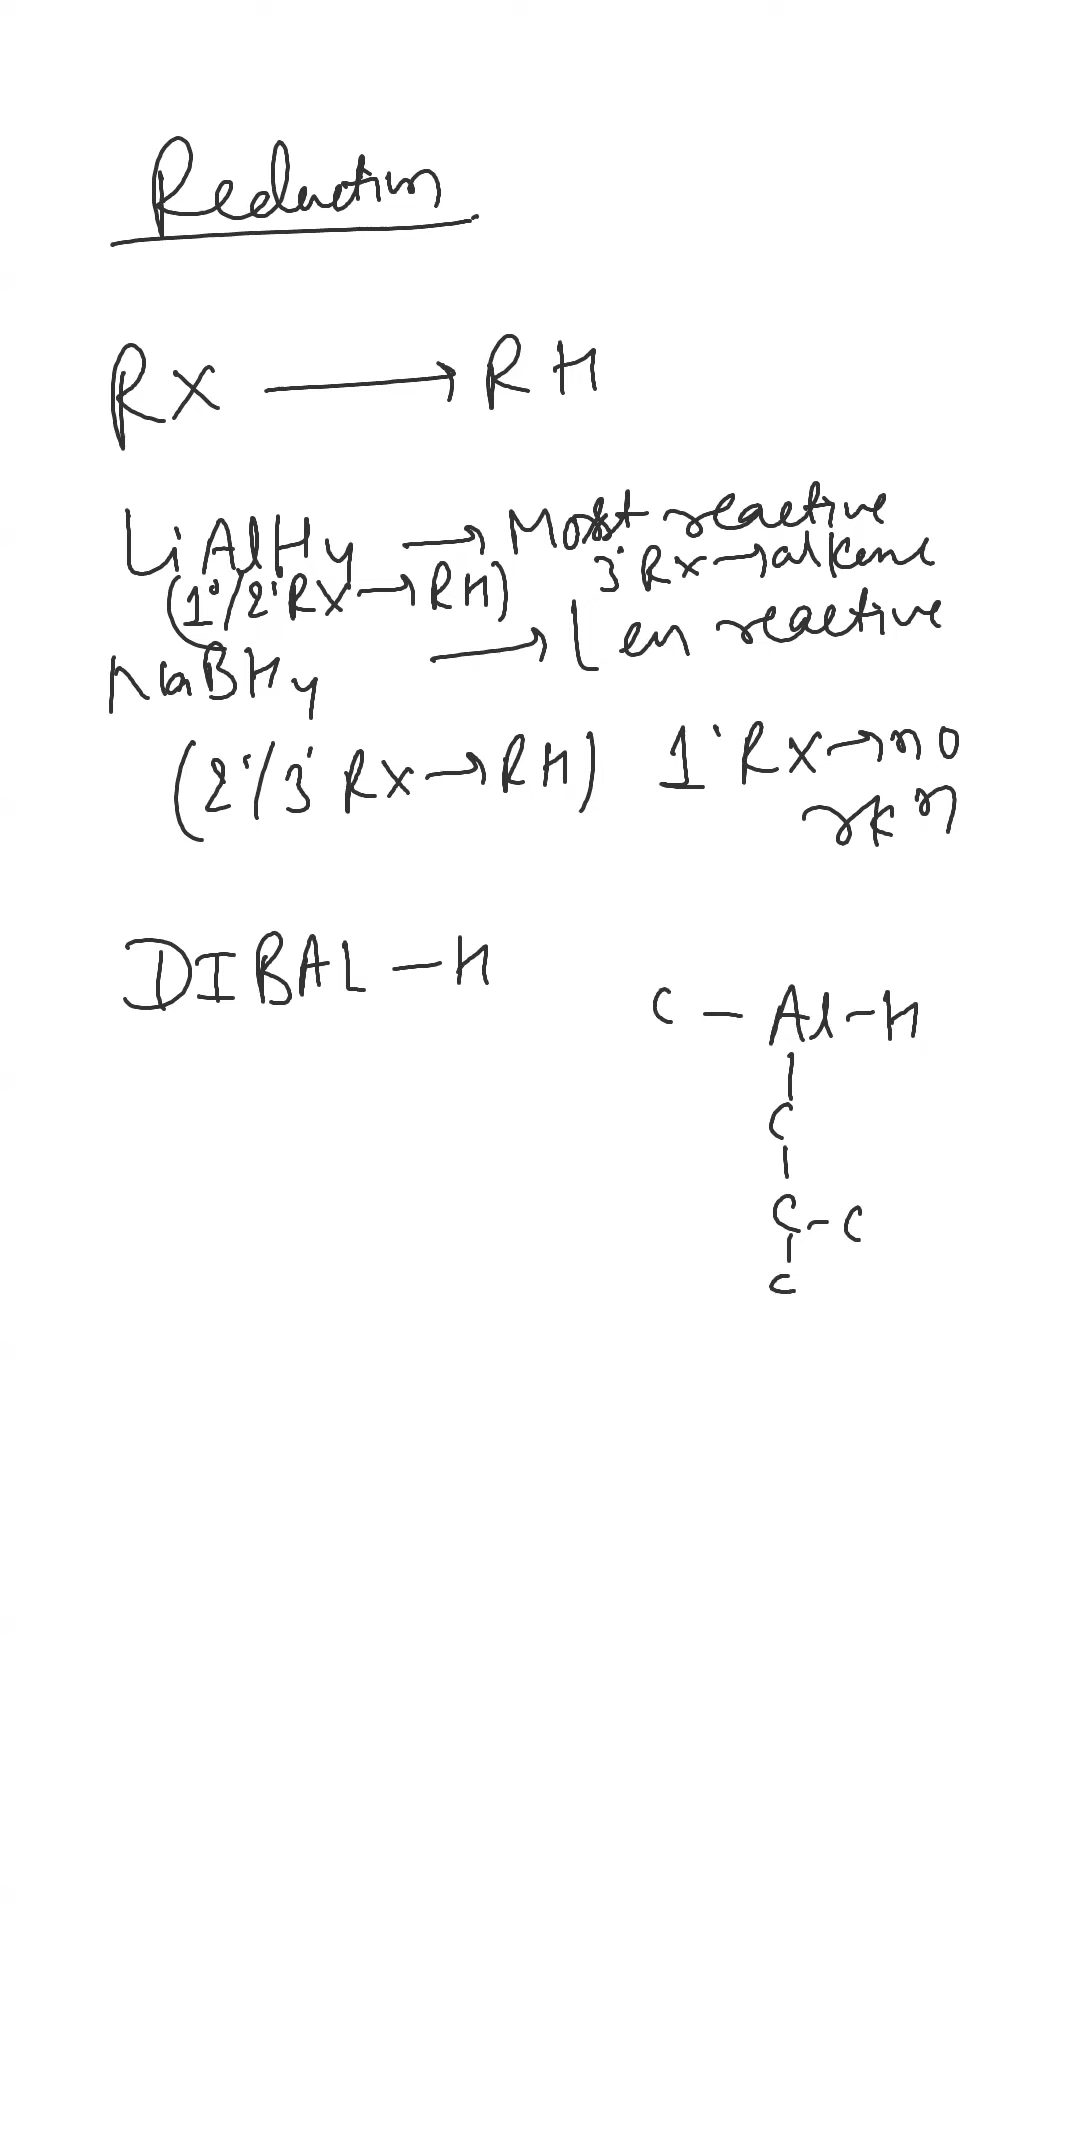 Reduction
RX → RH
LiAlH4 → Most reactive
(1°/2° RX → RH) 3° RX → alkene
NaBH4 → Less reactive
(2°/3° RX → RH) 1° RX → no
rxn
DIBAL - H
C - Al - H
|
C
|
C - C
|
C